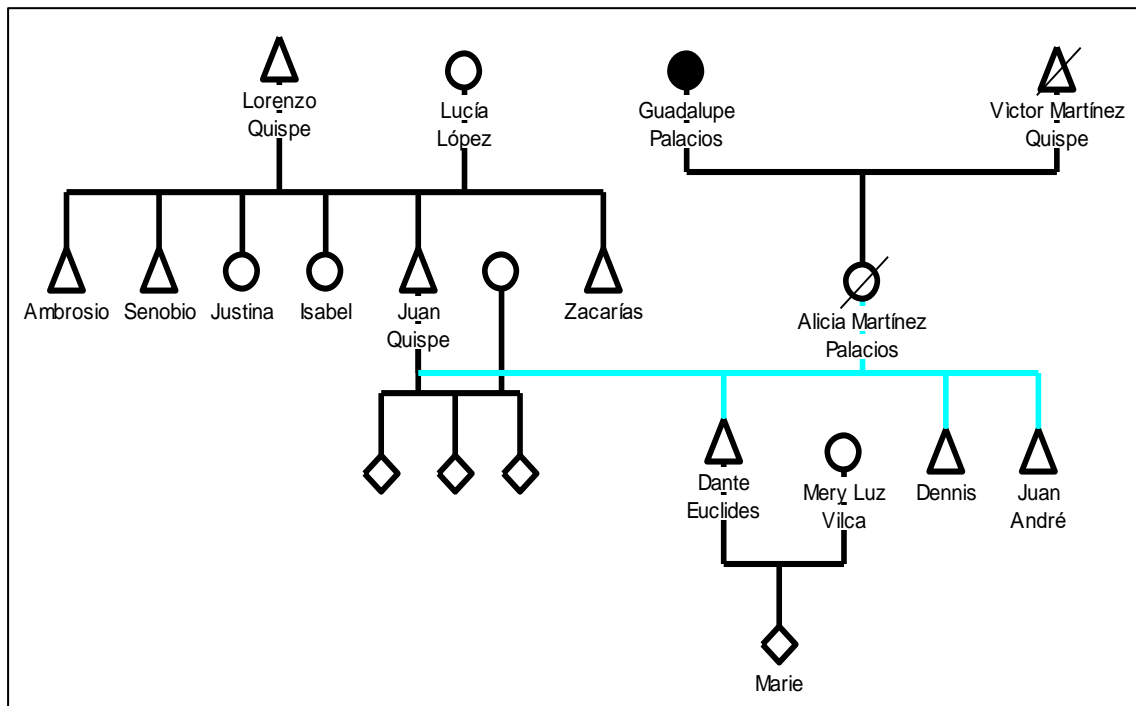 Lorenzo
Quispe
Lucía
López
Guadalupe
Palacios
Vìctor Martínez
Quispe
Ambrosio
Senobio
Justina
Isabel
Juan
Quispe
Zacarías
Alicia Martínez
Palacios
Dante
Euclides
Mery Luz
Vilca
Dennis
Juan
André
Marie